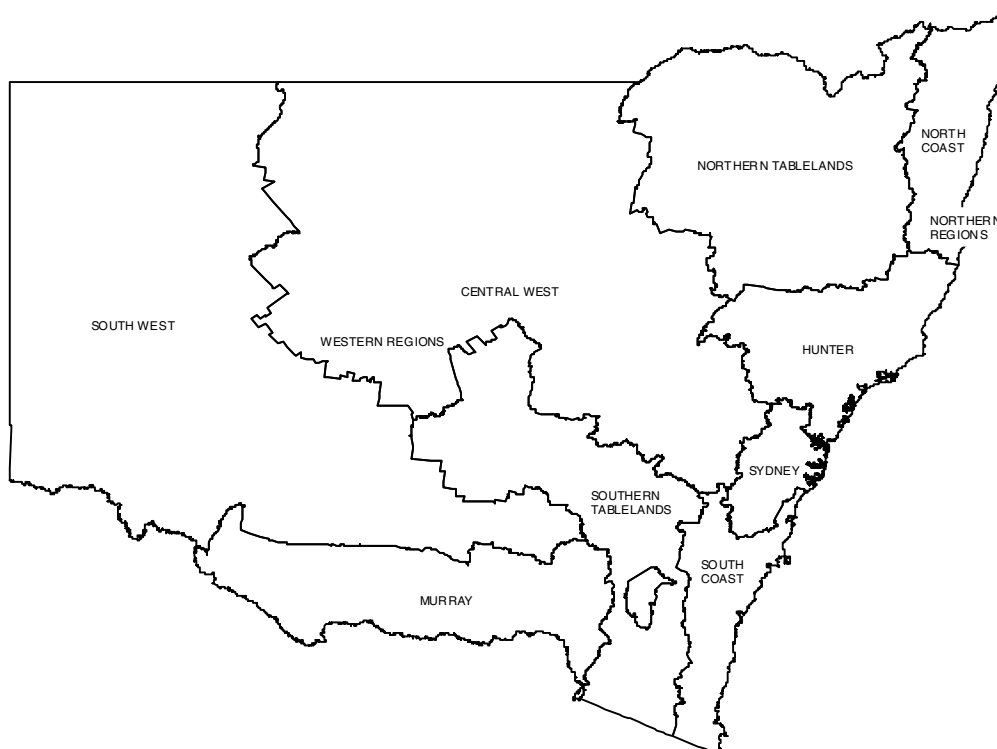 NORTH
COAST
NORTHERN TABLELANDS
NORTHERN
REGIONS
CENTRAL WEST
SOUTH WEST
WESTERN REGIONS
HUNTER
SYDNEY
SOUTHERN
TABLELANDS
SOUTH
COAST
MURRAY